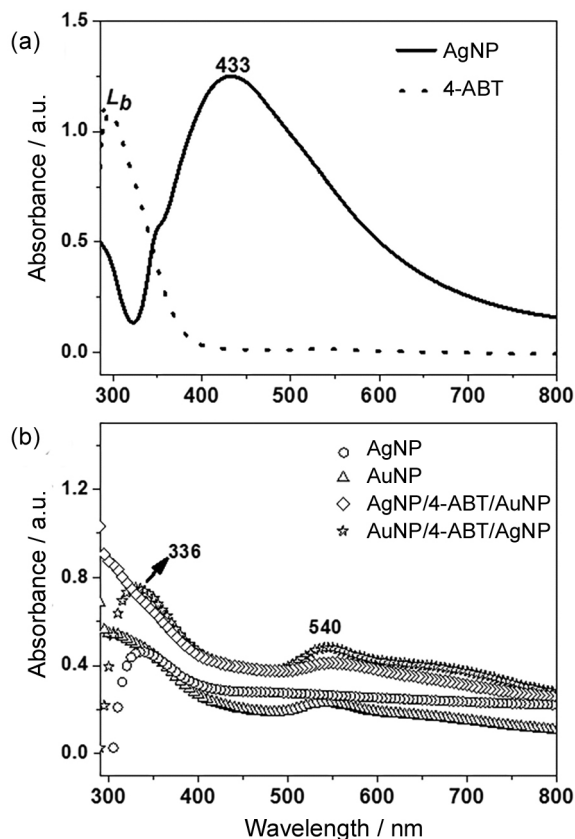 (a)
1.5
433
AgNP
4-ABT
Lb
1.0
0.5
0.0
Absorbance / a.u.
300 400 500 600 700 800
(b)
AgNP
AuNP
AgNP/4-ABT/AuNP
AuNP/4-ABT/AgNP
1.2
336
0.8
540
0.4
0.0
Absorbance / a.u.
300 400 500 600 700 800
Wavelength / nm